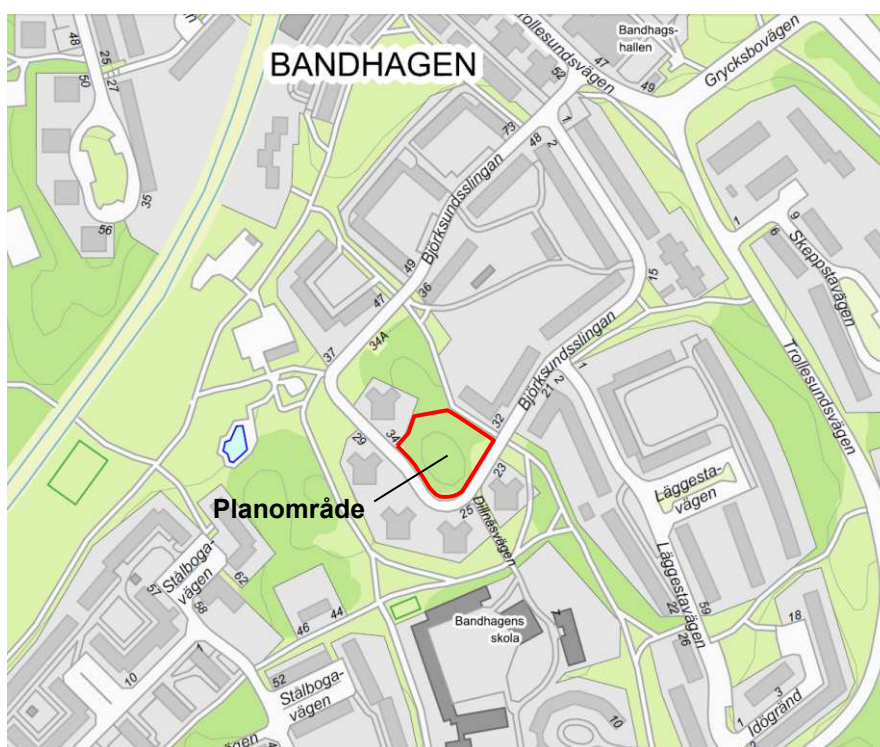 48
50
25
27
35
56
BANDHAGEN
Trollesundsvägen
52
47
49
Bandhags-
hallen
Grycksbovägen
73
48
1
2
Björksundsslingan
49
47
36
37
34A
15
1
6
9
Skeppstavägen
Trollesundsvägen
Björksundsslingan
1
2
21
32
34
29
23
25
Planområde
Dillnäsvägen
Läggesta-
vägen
Läggestavägen
59
22
26
18
3
1
Idögränd
Bandhagens
skola
7
10
Stålboga-
vägen
62
57
58
46
44
10
1
52
Stålboga-
vägen